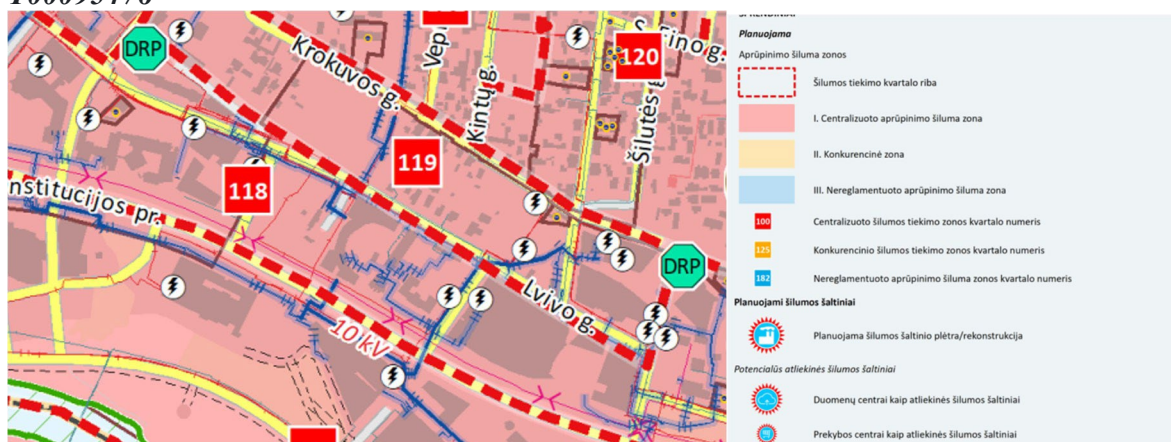 DRP
Krokuvos g.
Vep.
Kintų g.
120
Šilutės g.
119
118
nstitucijos pr.
DRP
Lvivo g.
10 kV
Planuojama
Aprūpinimo šiluma zonos
Šilumos tiekimo kvartalo riba
I. Centralizuoto aprūpinimo šiluma zona
II. Konkurencinė zona
III. Nereglamentuoto aprūpinimo šiluma zona
100 Centralizuoto šilumos tiekimo zonos kvartalo numeris
125 Konkurencinio šilumos tiekimo zonos kvartalo numeris
182 Nereglamentuoto aprūpinimo šiluma zonos kvartalo numeris
Planuojami šilumos šaltiniai
Planuojama šilumos šaltinio plėtra/rekonstrukcija
Potencialūs atliekinės šilumos šaltiniai
Duomenų centrai kaip atliekinės šilumos šaltiniai
Prekybos centrai kaip atliekinės šilumos šaltiniai